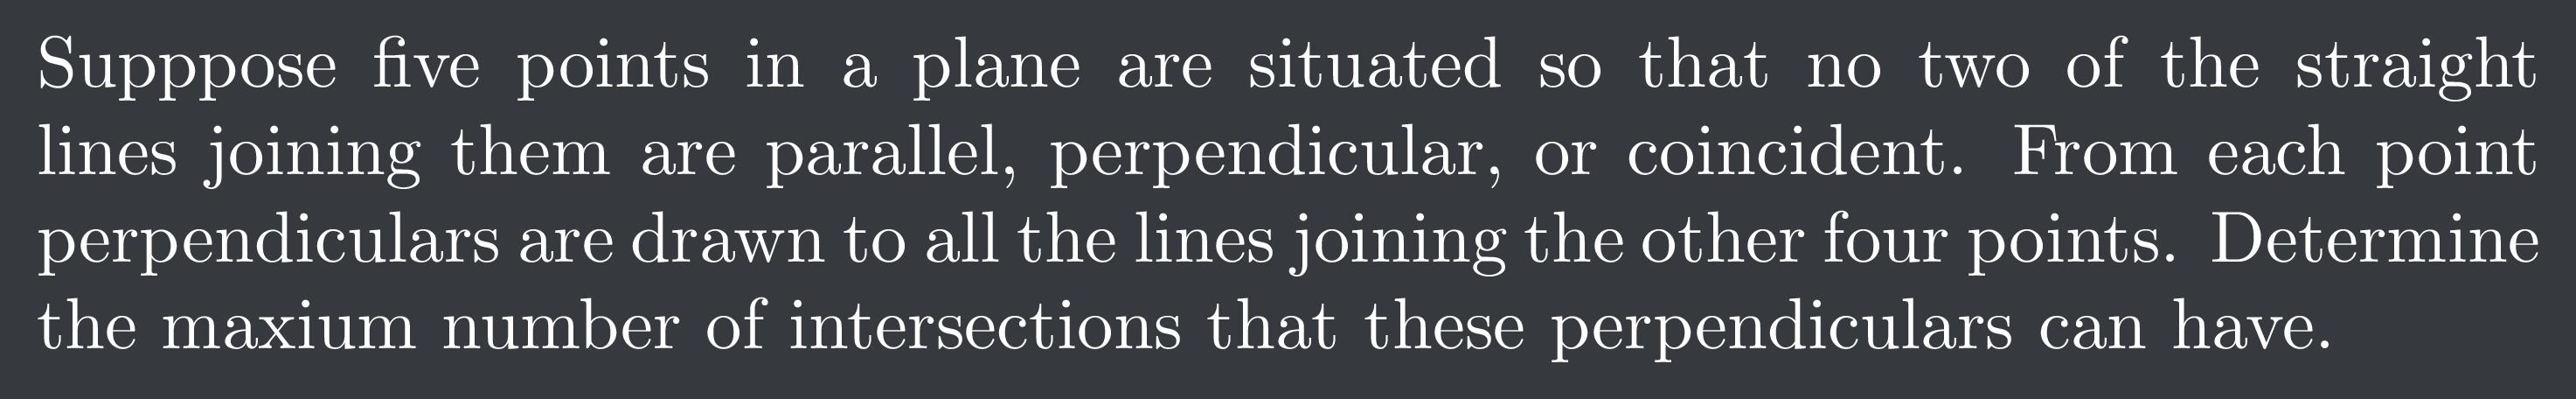 Supppose five points in a plane are situated so that no two of the straight
lines joining them are parallel, perpendicular, or coincident. From each point
perpendiculars are drawn to all the lines joining the other four points. Determine
the maxium number of intersections that these perpendiculars can have.